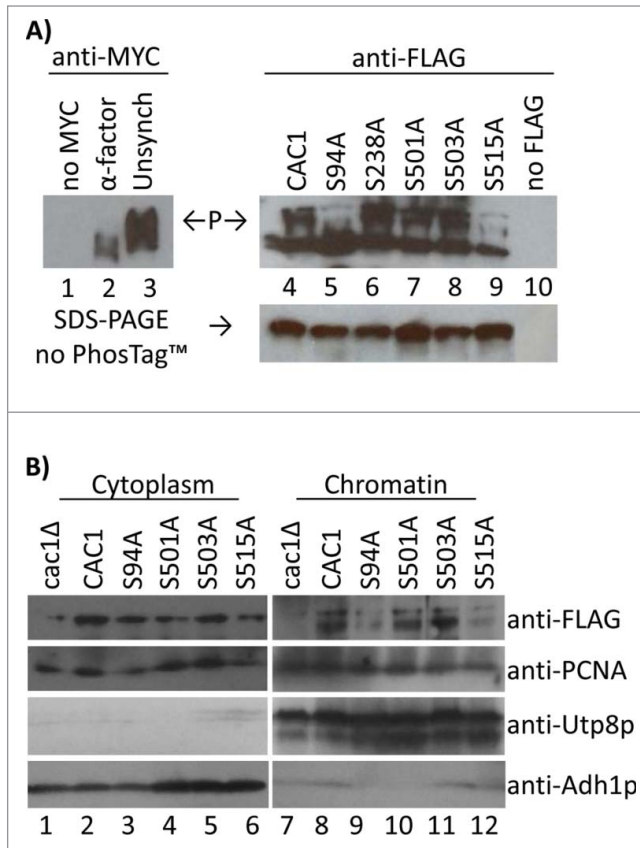 A)
anti-MYC
anti-FLAG
no MYC
α-factor
Unsynch
CAC1
S94A
S238A
S501A
S503A
S515A
no FLAG
←P→
1 2 3
4 5 6 7 8 9 10
SDS-PAGE →
no PhosTag™
B)
Cytoplasm
Chromatin
cac1Δ
CAC1
S94A
S501A
S503A
S515A
cac1Δ
CAC1
S94A
S501A
S503A
S515A
anti-FLAG
anti-PCNA
anti-Utp8p
anti-Adh1p
1 2 3 4 5 6 7 8 9 10 11 12